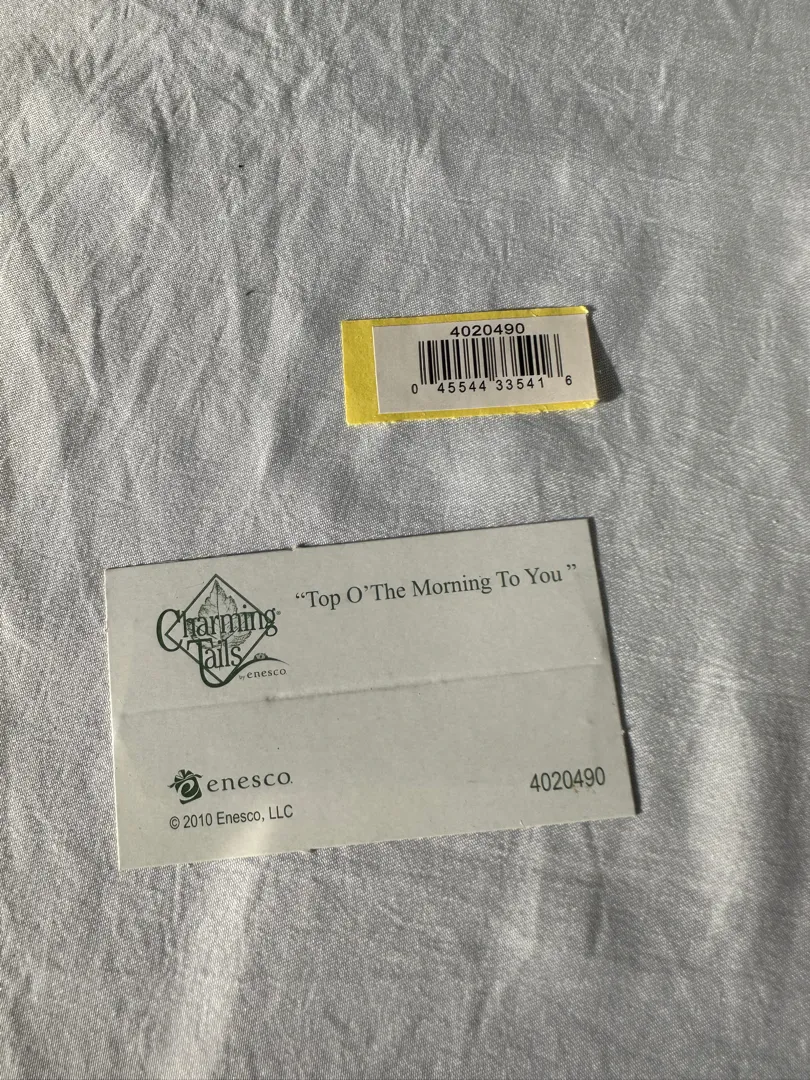 4020490
0 45544 33541 6
“Top O’The Morning To You ”
Charming®
Tails
by enesco
enesco.
4020490
© 2010 Enesco, LLC